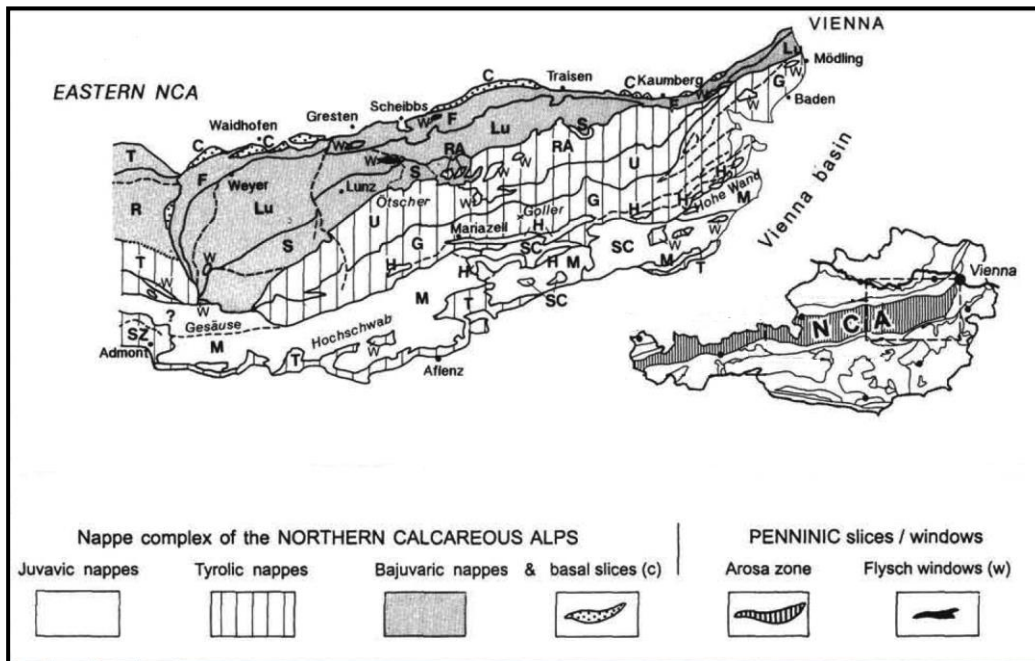 VIENNA
EASTERN NCA
C
Traisen
C
Kaumberg
W
Lu
Mödling
Scheibbs
G
Gresten
W
F
F
W
Baden
Waidhofen
C
C
W
F
Lu
S
T
F
Weyer
W
RA
RA
W
U
H
S
Lunz
Ötscher
W
W
R
Lu
Göller
G
H
H
Hohe Wand
M
U
Mariazell
H
S
G
SC
SC
W
H
M
M
W
T
T
W
W
H
H
SC
M
T
?
Gesäuse
Hochschwab
SZ
M
W
Admont
T
Aflenz
Vienna basin
Vienna
N C A
Nappe complex of the NORTHERN CALCAREOUS ALPS
PENNINIC slices / windows
Juvavic nappes
Tyrolic nappes
Bajuvaric nappes & basal slices (c)
Arosa zone
Flysch windows (w)